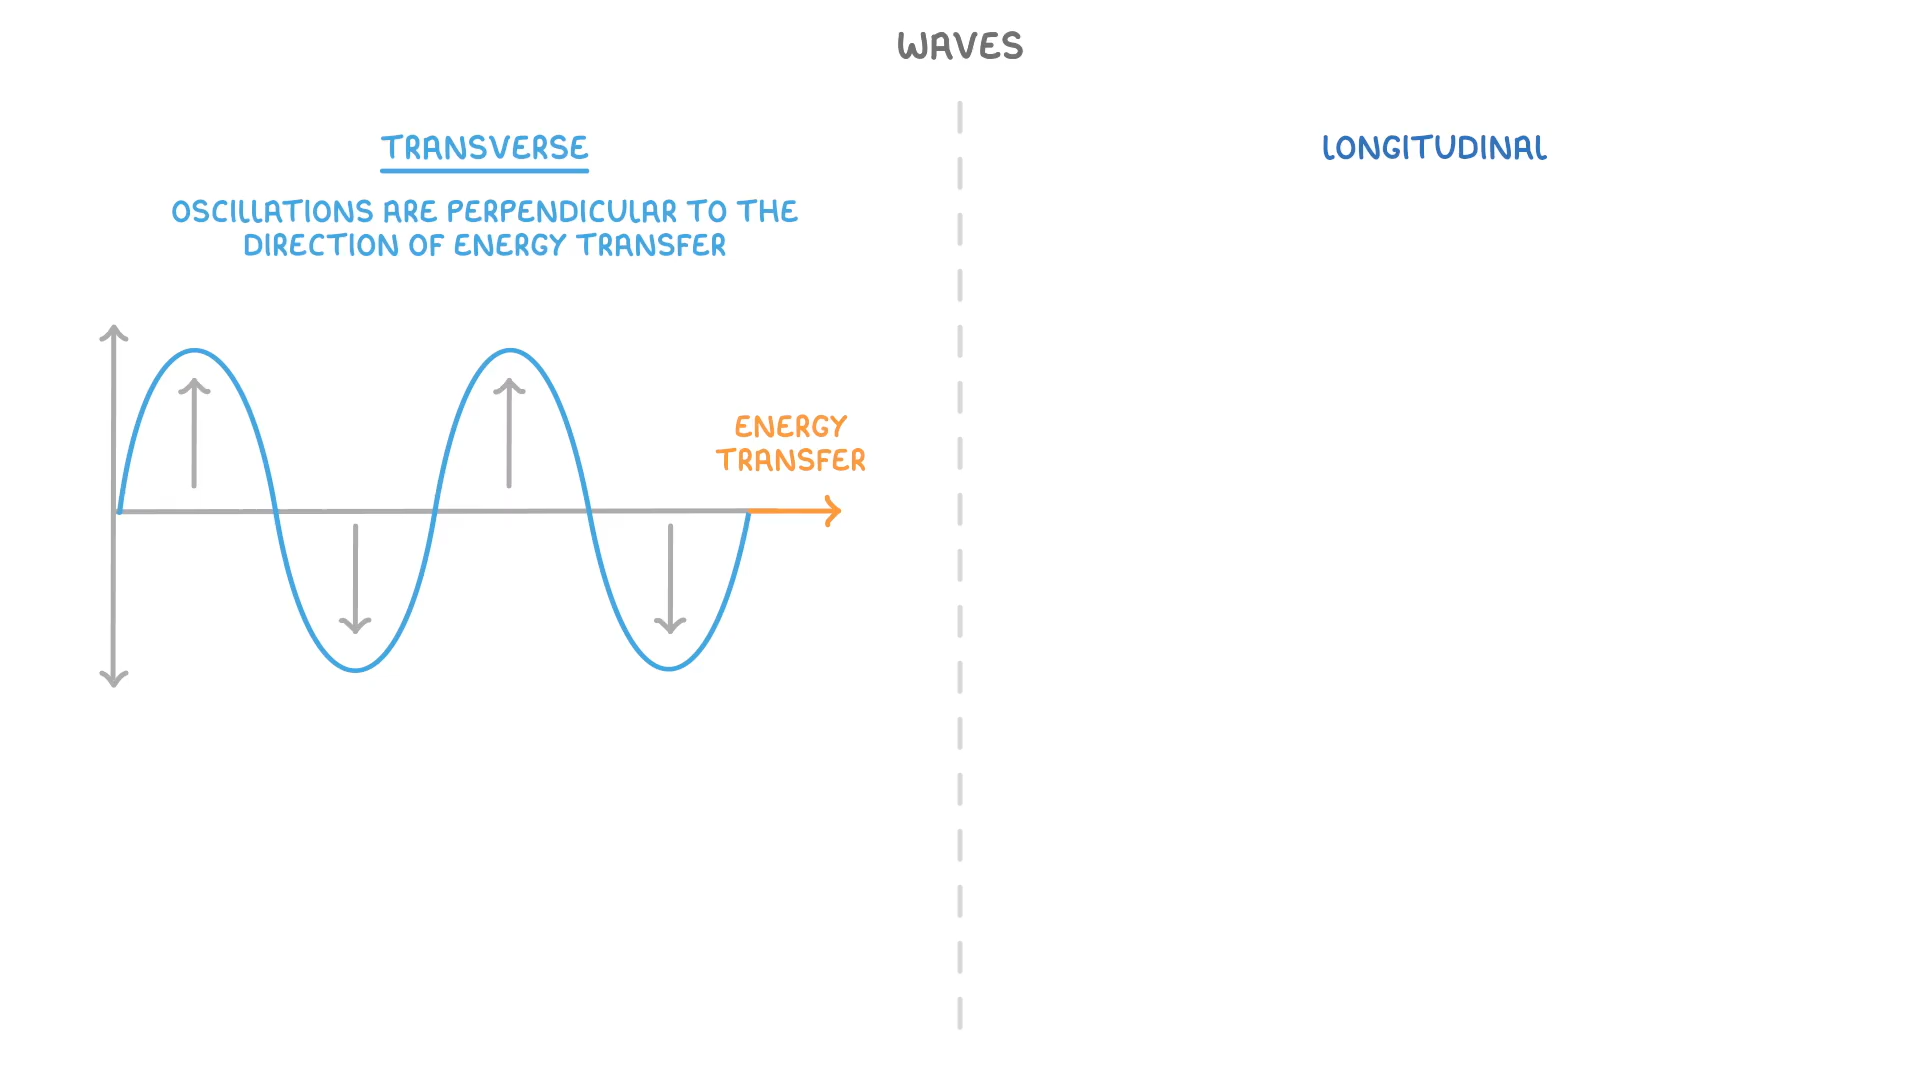 WAVES
TRANSVERSE
OSCILLATIONS ARE PERPENDICULAR TO THE
DIRECTION OF ENERGY TRANSFER
ENERGY
TRANSFER
LONGITUDINAL